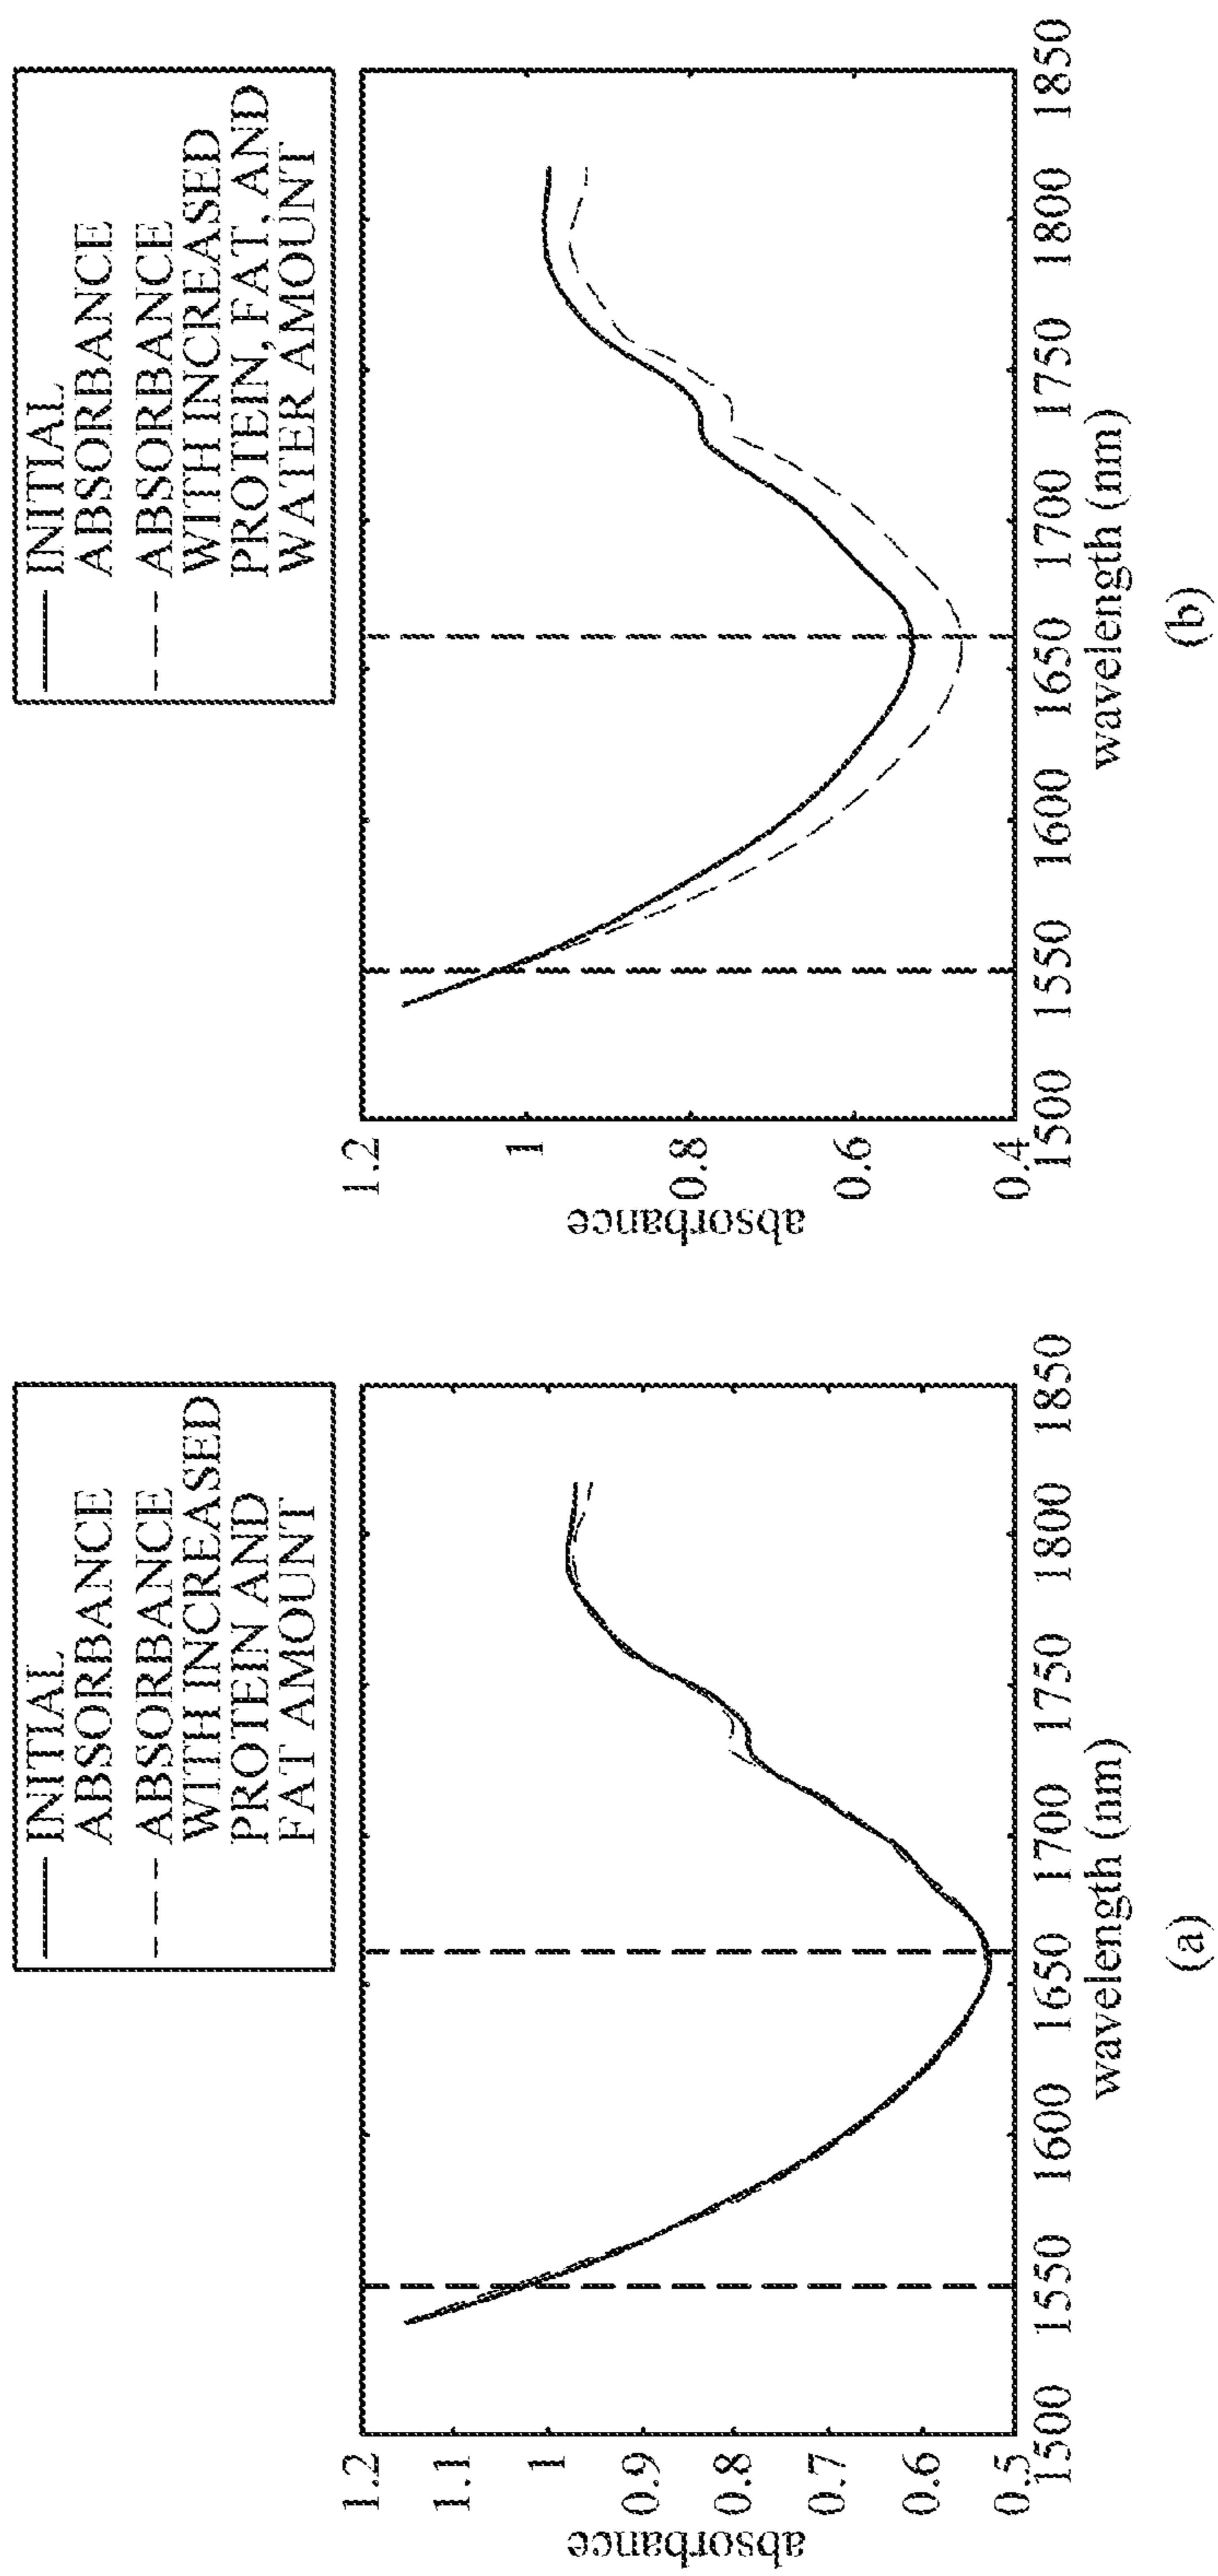 INITIAL
ABSORBANCE
ABSORBANCE
WITH INCREASED
PROTEIN AND
FAT AMOUNT
absorbance
1.2
1.1
1
0.9
0.8
0.7
0.6
0.5
1500
1550
1600
1650
1700
1750
1800
1850
wavelength (nm)
(a)
INITIAL
ABSORBANCE
ABSORBANCE
WITH INCREASED
PROTEIN, FAT, AND
WATER AMOUNT
absorbance
1.2
1
0.8
0.6
0.4
1500
1550
1600
1650
1700
1750
1800
1850
wavelength (nm)
(b)